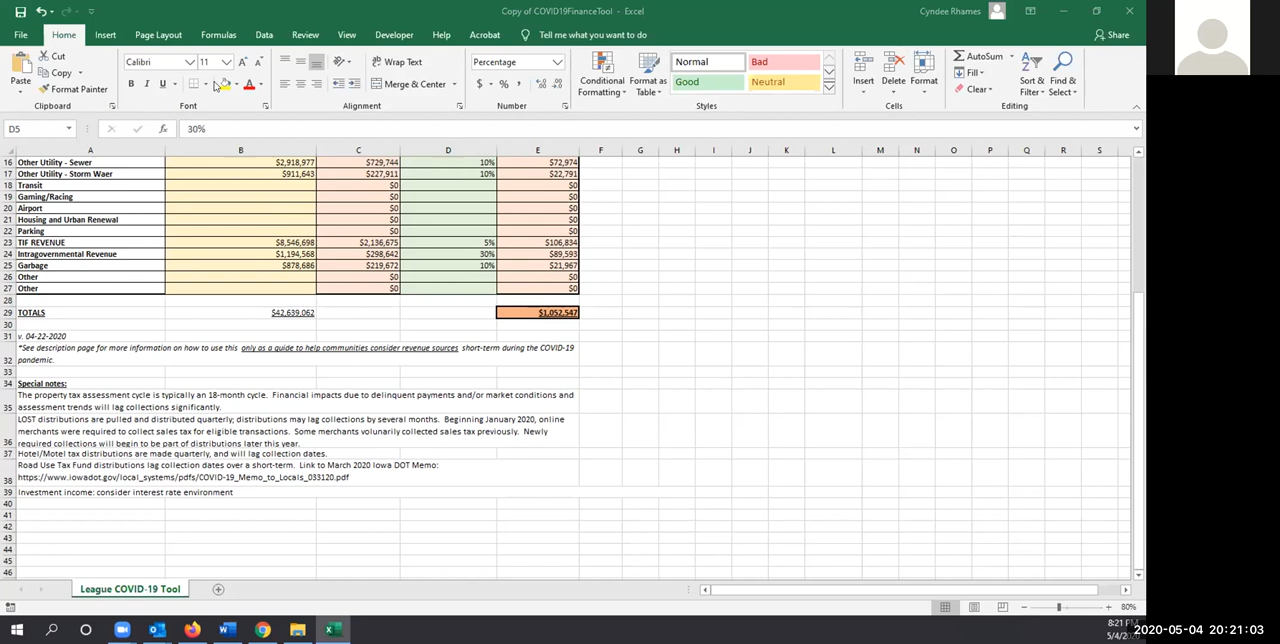 Copy of COVID19FinanceTool - Excel
Cyndee Rhames
File Home Insert Page Layout Formulas Data Review View Developer Help Acrobat Tell me what you want to do Share
Cut
Calibri 11
Wrap Text
Percentage
Normal Bad
AutoSum
Paste
Copy
Format Painter
B I U
Merge & Center
$ % ,
Conditional Formatting
Format as Table
Good Neutral
Insert Delete Format
Fill
Clear
Sort & Filter
Find & Select
Clipboard Font Alignment Number Styles Cells Editing
D5 fx 30%
A B C D E F G H I J K L M N O P Q R S
16 Other Utility - Sewer $2,918,977 $729,744 10% $72,974
17 Other Utility - Storm Waer $911,643 $227,911 10% $22,791
18 Transit $0 $0
19 Gaming/Racing $0 $0
20 Airport $0 $0
21 Housing and Urban Renewal $0 $0
22 Parking $0 $0
23 TIF REVENUE $8,546,698 $2,136,675 5% $106,834
24 Intragovernmental Revenue $1,194,568 $298,642 30% $89,593
25 Garbage $878,686 $219,672 10% $21,967
26 Other $0 $0
27 Other $0 $0
28
29 TOTALS $42,639,062 $1,052,547
30
31 v. 04-22-2020
*See description page for more information on how to use this only as a guide to help communities consider revenue sources short-term during the COVID-19
32 pandemic.
33
34 Special notes:
The property tax assessment cycle is typically an 18-month cycle. Financial impacts due to delinquent payments and/or market conditions and
35 assessment trends will lag collections significantly.
LOST distributions are pulled and distributed quarterly; distributions may lag collections by several months. Beginning January 2020, online
merchants were required to collect sales tax for eligible transactions. Some merchants volunarily collected sales tax previously. Newly
36 required collections will begin to be part of distributions later this year.
37 Hotel/Motel tax distributions are made quarterly, and will lag collection dates.
Road Use Tax Fund distributions lag collection dates over a short-term. Link to March 2020 Iowa DOT Memo:
38 https://www.iowadot.gov/local_systems/pdfs/COVID-19_Memo_to_Locals_033120.pdf
39 Investment income: consider interest rate environment
40
41
42
43
44
45
46
League COVID-19 Tool
80%
8:21 PM
5/4/2020
2020-05-04 20:21:03